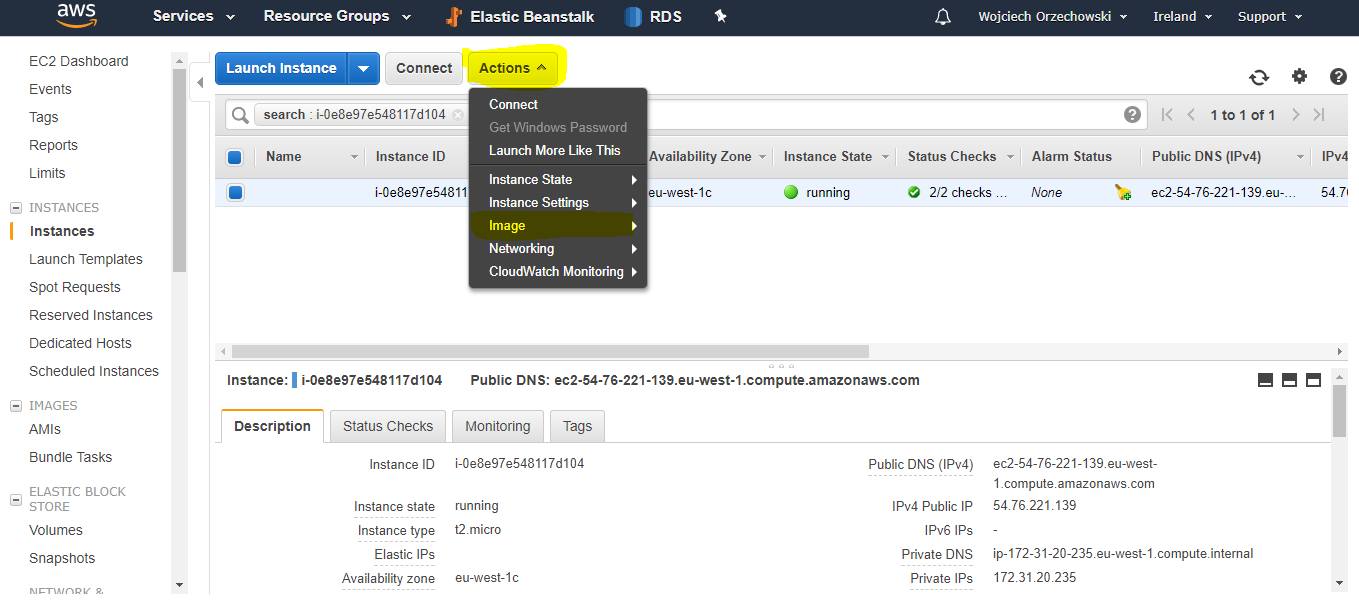 aws Services Resource Groups Elastic Beanstalk RDS Wojciech Orzechowski Ireland Support
EC2 Dashboard
Events
Tags
Reports
Limits
INSTANCES
Instances
Launch Templates
Spot Requests
Reserved Instances
Dedicated Hosts
Scheduled Instances
IMAGES
AMIs
Bundle Tasks
ELASTIC BLOCK
STORE
Volumes
Snapshots
NETWORK &
Launch Instance Connect Actions
search : i-0e8e97e548117d104 1 to 1 of 1
Connect
Get Windows Password
Launch More Like This
Instance State
Instance Settings
Image
Networking
CloudWatch Monitoring
Name Instance ID Availability Zone Instance State Status Checks Alarm Status Public DNS (IPv4) IPv4
i-0e8e97e54811 eu-west-1c running 2/2 checks ... None ec2-54-76-221-139.eu-... 54.76
Instance: i-0e8e97e548117d104 Public DNS: ec2-54-76-221-139.eu-west-1.compute.amazonaws.com
Description Status Checks Monitoring Tags
Instance ID i-0e8e97e548117d104
Instance state running
Instance type t2.micro
Elastic IPs
Availability zone eu-west-1c
Public DNS (IPv4) ec2-54-76-221-139.eu-west-
1.compute.amazonaws.com
IPv4 Public IP 54.76.221.139
IPv6 IPs -
Private DNS ip-172-31-20-235.eu-west-1.compute.internal
Private IPs 172.31.20.235